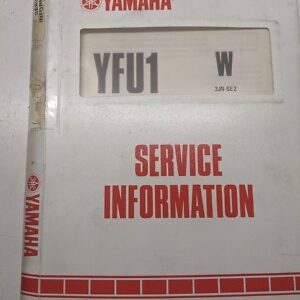 YAMAHA
YFU1 W
3JN-SE2
SERVICE
INFORMATION
YAMAHA